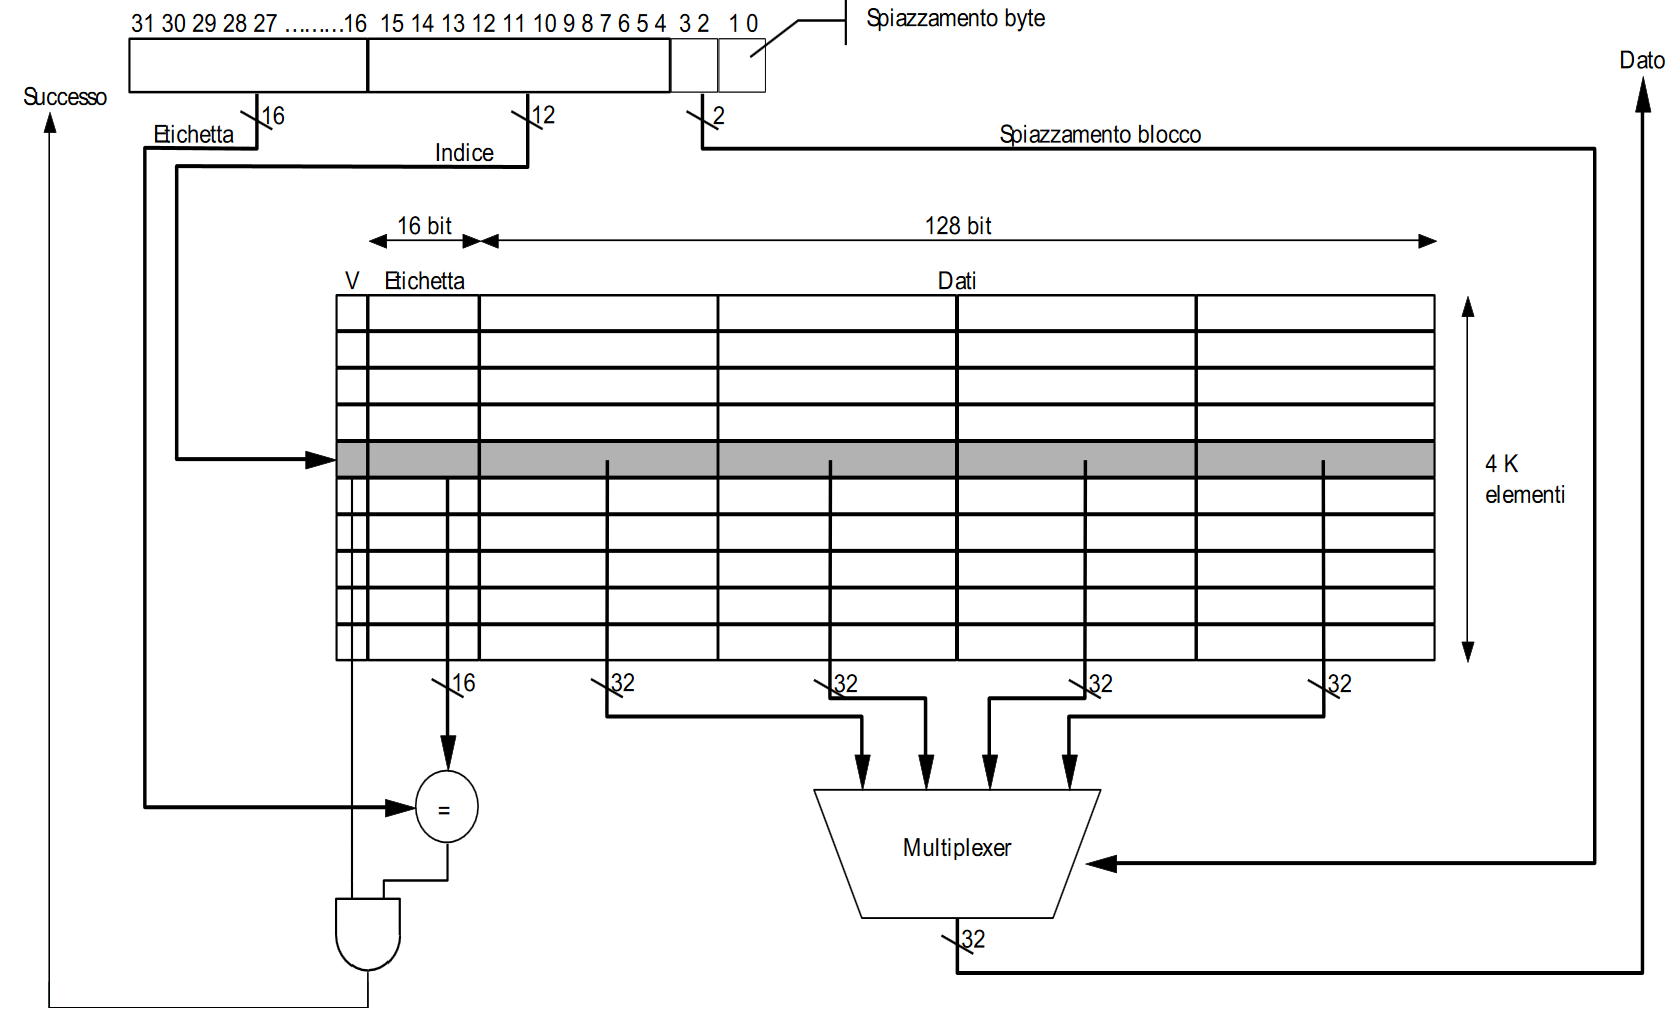 31 30 29 28 27 .........16 15 14 13 12 11 10 9 8 7 6 5 4 3 2 1 0
Spiazzamento byte
Dato
Successo
16
12
2
Etichetta
Indice
Spiazzamento blocco
16 bit
128 bit
V
Etichetta
Dati
4 K
elementi
16
32
32
32
32
=
Multiplexer
32